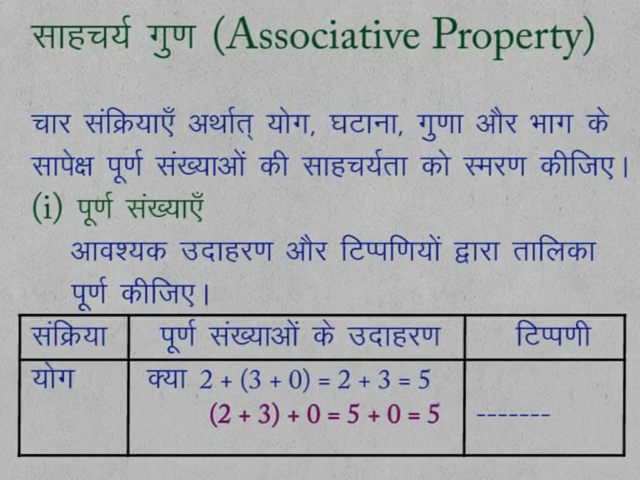 साहचर्य गुण (Associative Property)
चार संक्रियाएँ अर्थात् योग, घटाना, गुणा और भाग के
सापेक्ष पूर्ण संख्याओं की साहचर्यता को स्मरण कीजिए।
(i) पूर्ण संख्याएँ
आवश्यक उदाहरण और टिप्पणियों द्वारा तालिका
पूर्ण कीजिए।
संक्रिया पूर्ण संख्याओं के उदाहरण टिप्पणी
योग क्या 2 + (3 + 0) = 2 + 3 = 5
(2 + 3) + 0 = 5 + 0 = 5 -------